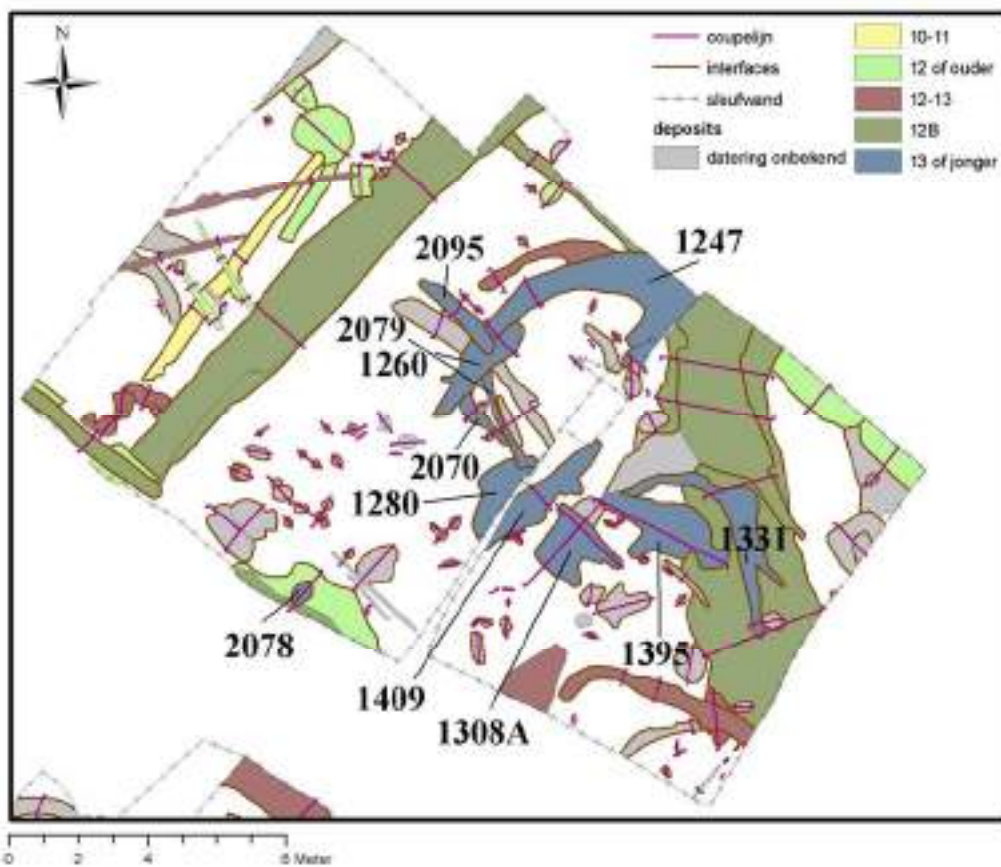 N
coupelijn
interfaces
sleufwand
deposits
datering onbekend
10-11
12 of ouder
12-13
12B
13 of jonger
1247
2095
2079
1260
2070
1280
2078
1409
1308A
1395
1331
0 2 4 8 Meter